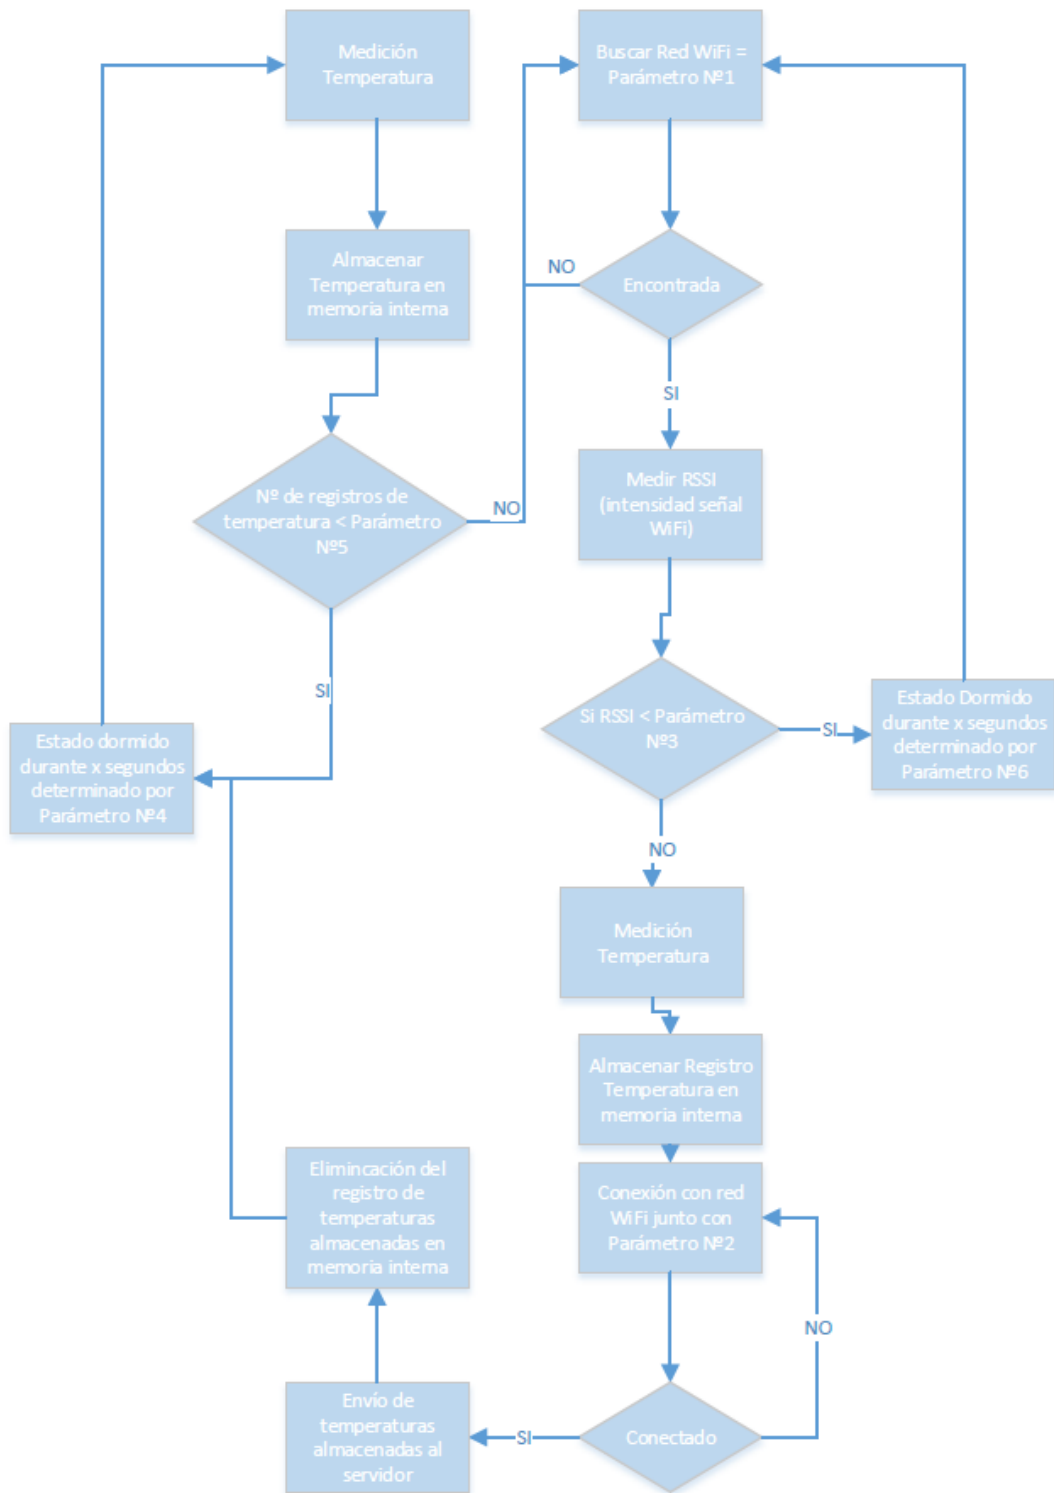 Medición
Temperatura
Buscar Red WiFi =
Parámetro Nº1
Almacenar
Temperatura en
memoria interna
NO
Encontrada
SI
Nº de registros de
temperatura < Parámetro
Nº5
NO
Medir RSSI
(intensidad señal
WiFi)
SI
Estado dormido
durante x segundos
determinado por
Parámetro Nº4
Si RSSI < Parámetro
Nº3
SI
Estado Dormido
durante x segundos
determinado por
Parámetro Nº6
NO
Medición
Temperatura
Almacenar Registro
Temperatura en
memoria interna
Elimincación del
registro de
temperaturas
almacenadas en
memoria interna
Conexión con red
WiFi junto con
Parámetro Nº2
NO
Envío de
temperaturas
almacenadas al
servidor
SI
Conectado